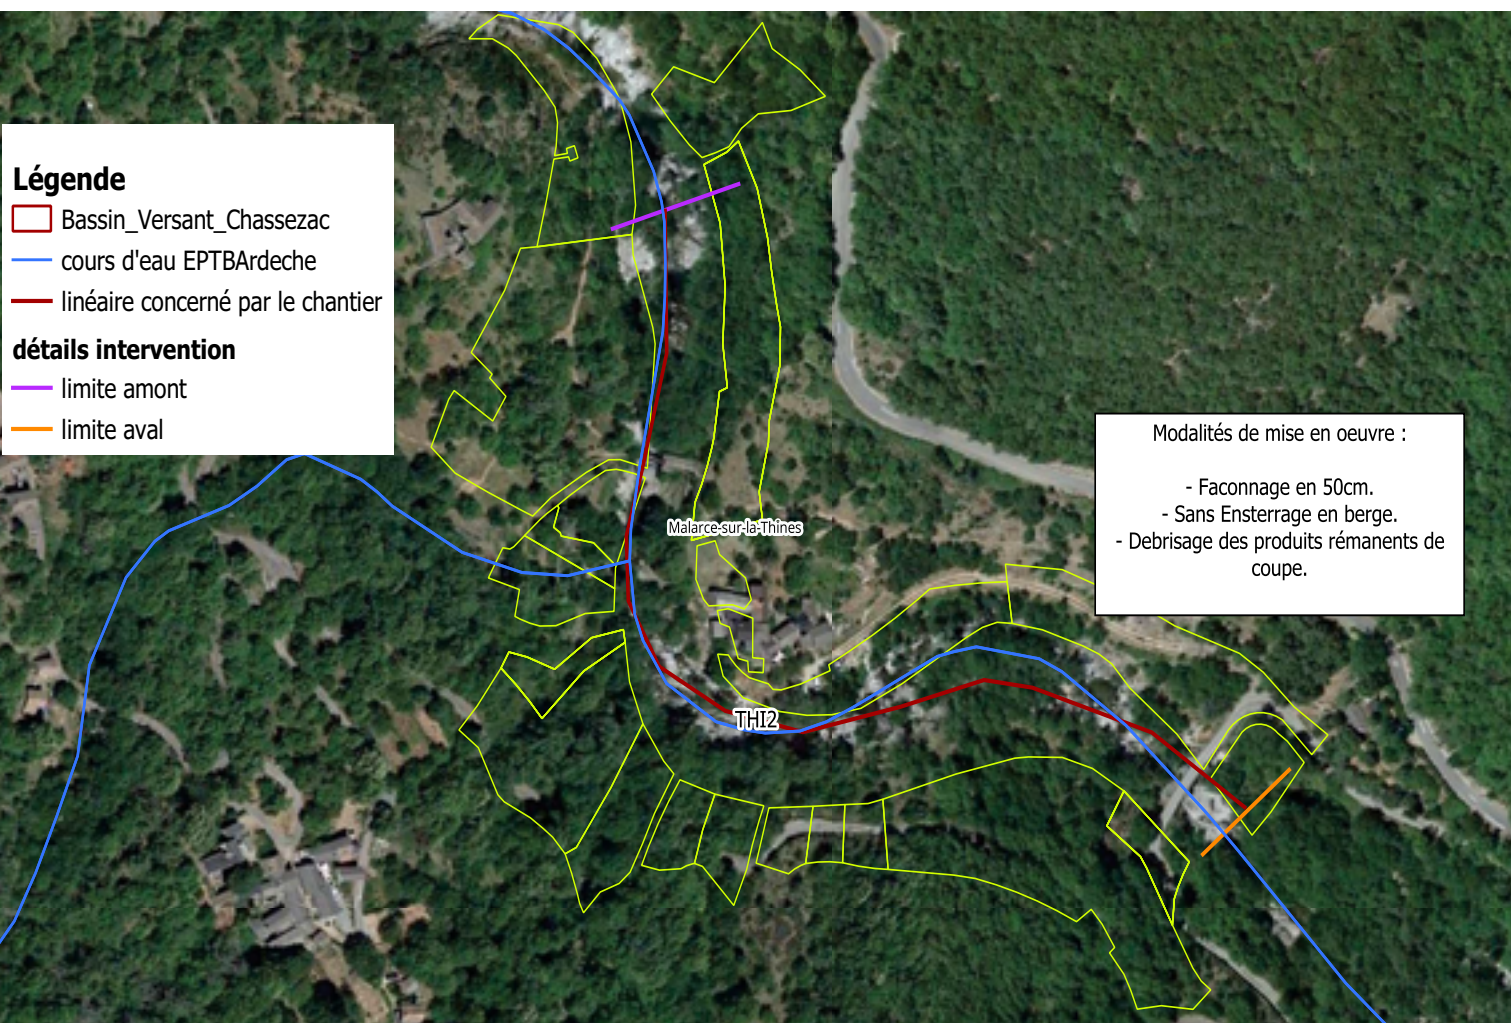 Légende
Bassin_Versant_Chassezac
cours d'eau EPTBArdeche
linéaire concerné par le chantier
détails intervention
limite amont
limite aval
Modalités de mise en oeuvre :
- Faconnage en 50cm.
- Sans Ensterrage en berge.
- Debrisage des produits rémanents de
coupe.
Malarce-sur-la-Thines
THI2